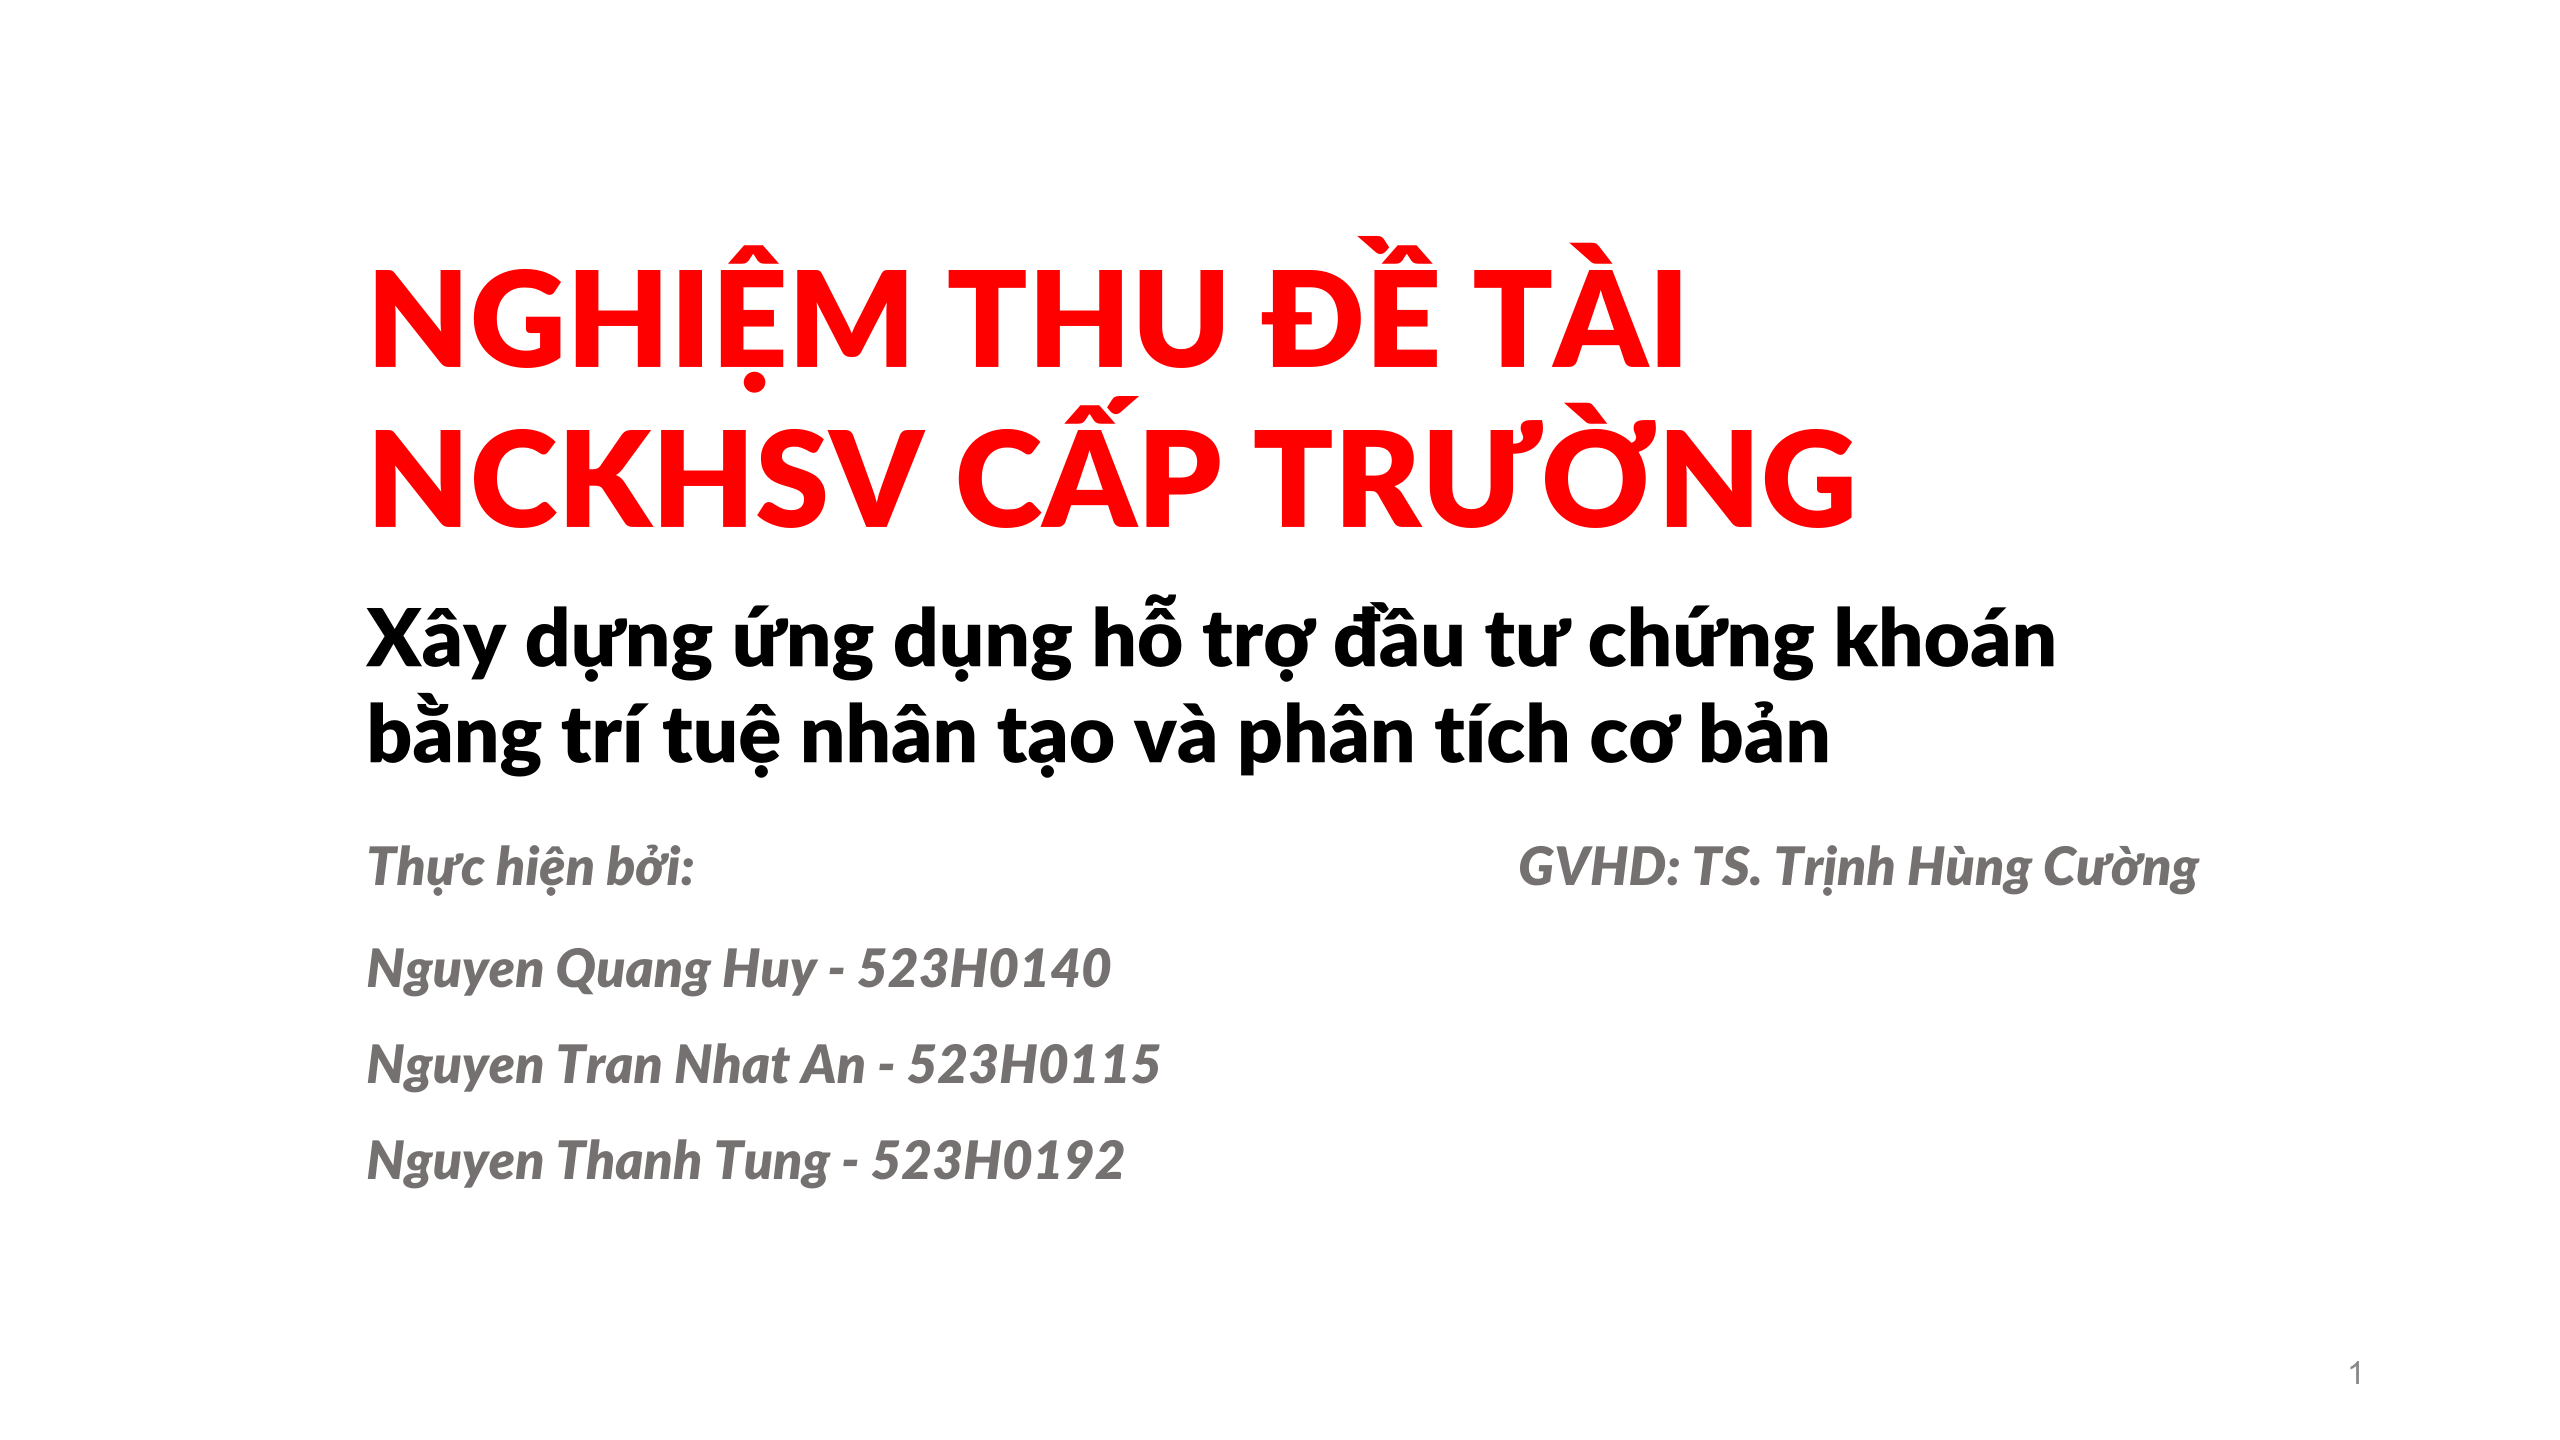 NGHIỆM THU ĐỀ TÀI
NCKHSV CẤP TRƯỜNG
Xây dựng ứng dụng hỗ trợ đầu tư chứng khoán
bằng trí tuệ nhân tạo và phân tích cơ bản
Thực hiện bởi:
GVHD: TS. Trịnh Hùng Cường
Nguyen Quang Huy - 523H0140
Nguyen Tran Nhat An - 523H0115
Nguyen Thanh Tung - 523H0192
1